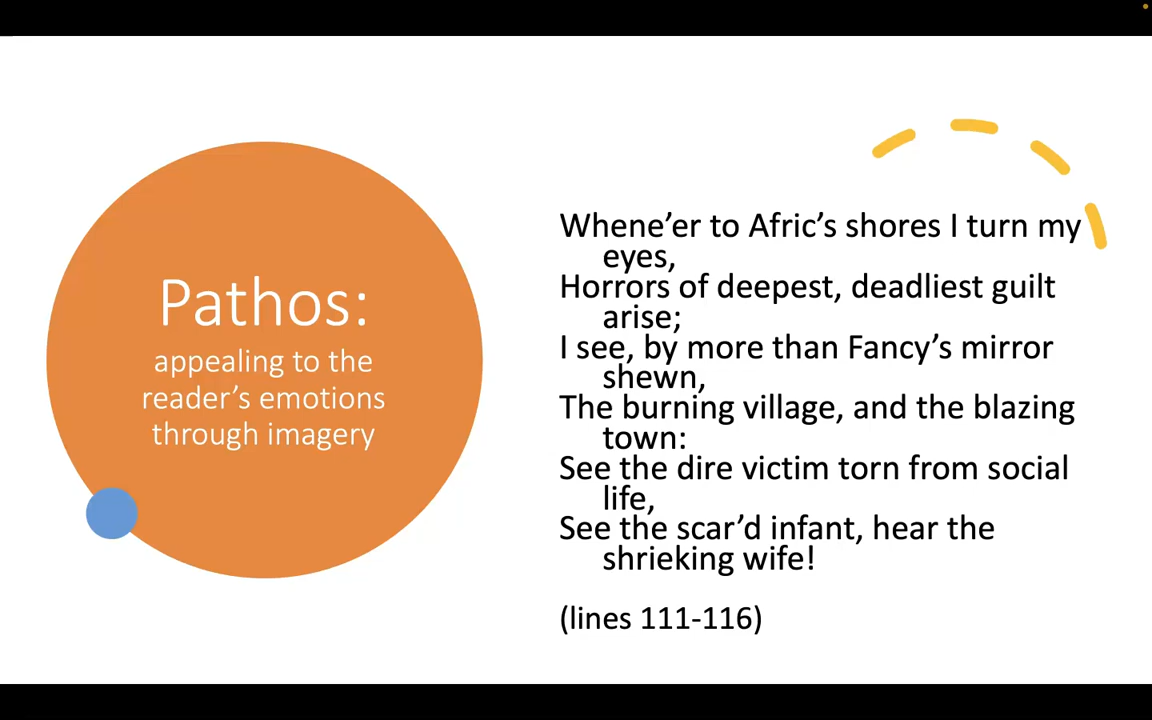 Pathos:
appealing to the
reader’s emotions
through imagery
Whene’er to Afric’s shores I turn my
eyes,
Horrors of deepest, deadliest guilt
arise;
I see, by more than Fancy’s mirror
shewn,
The burning village, and the blazing
town:
See the dire victim torn from social
life,
See the scar’d infant, hear the
shrieking wife!
(lines 111-116)